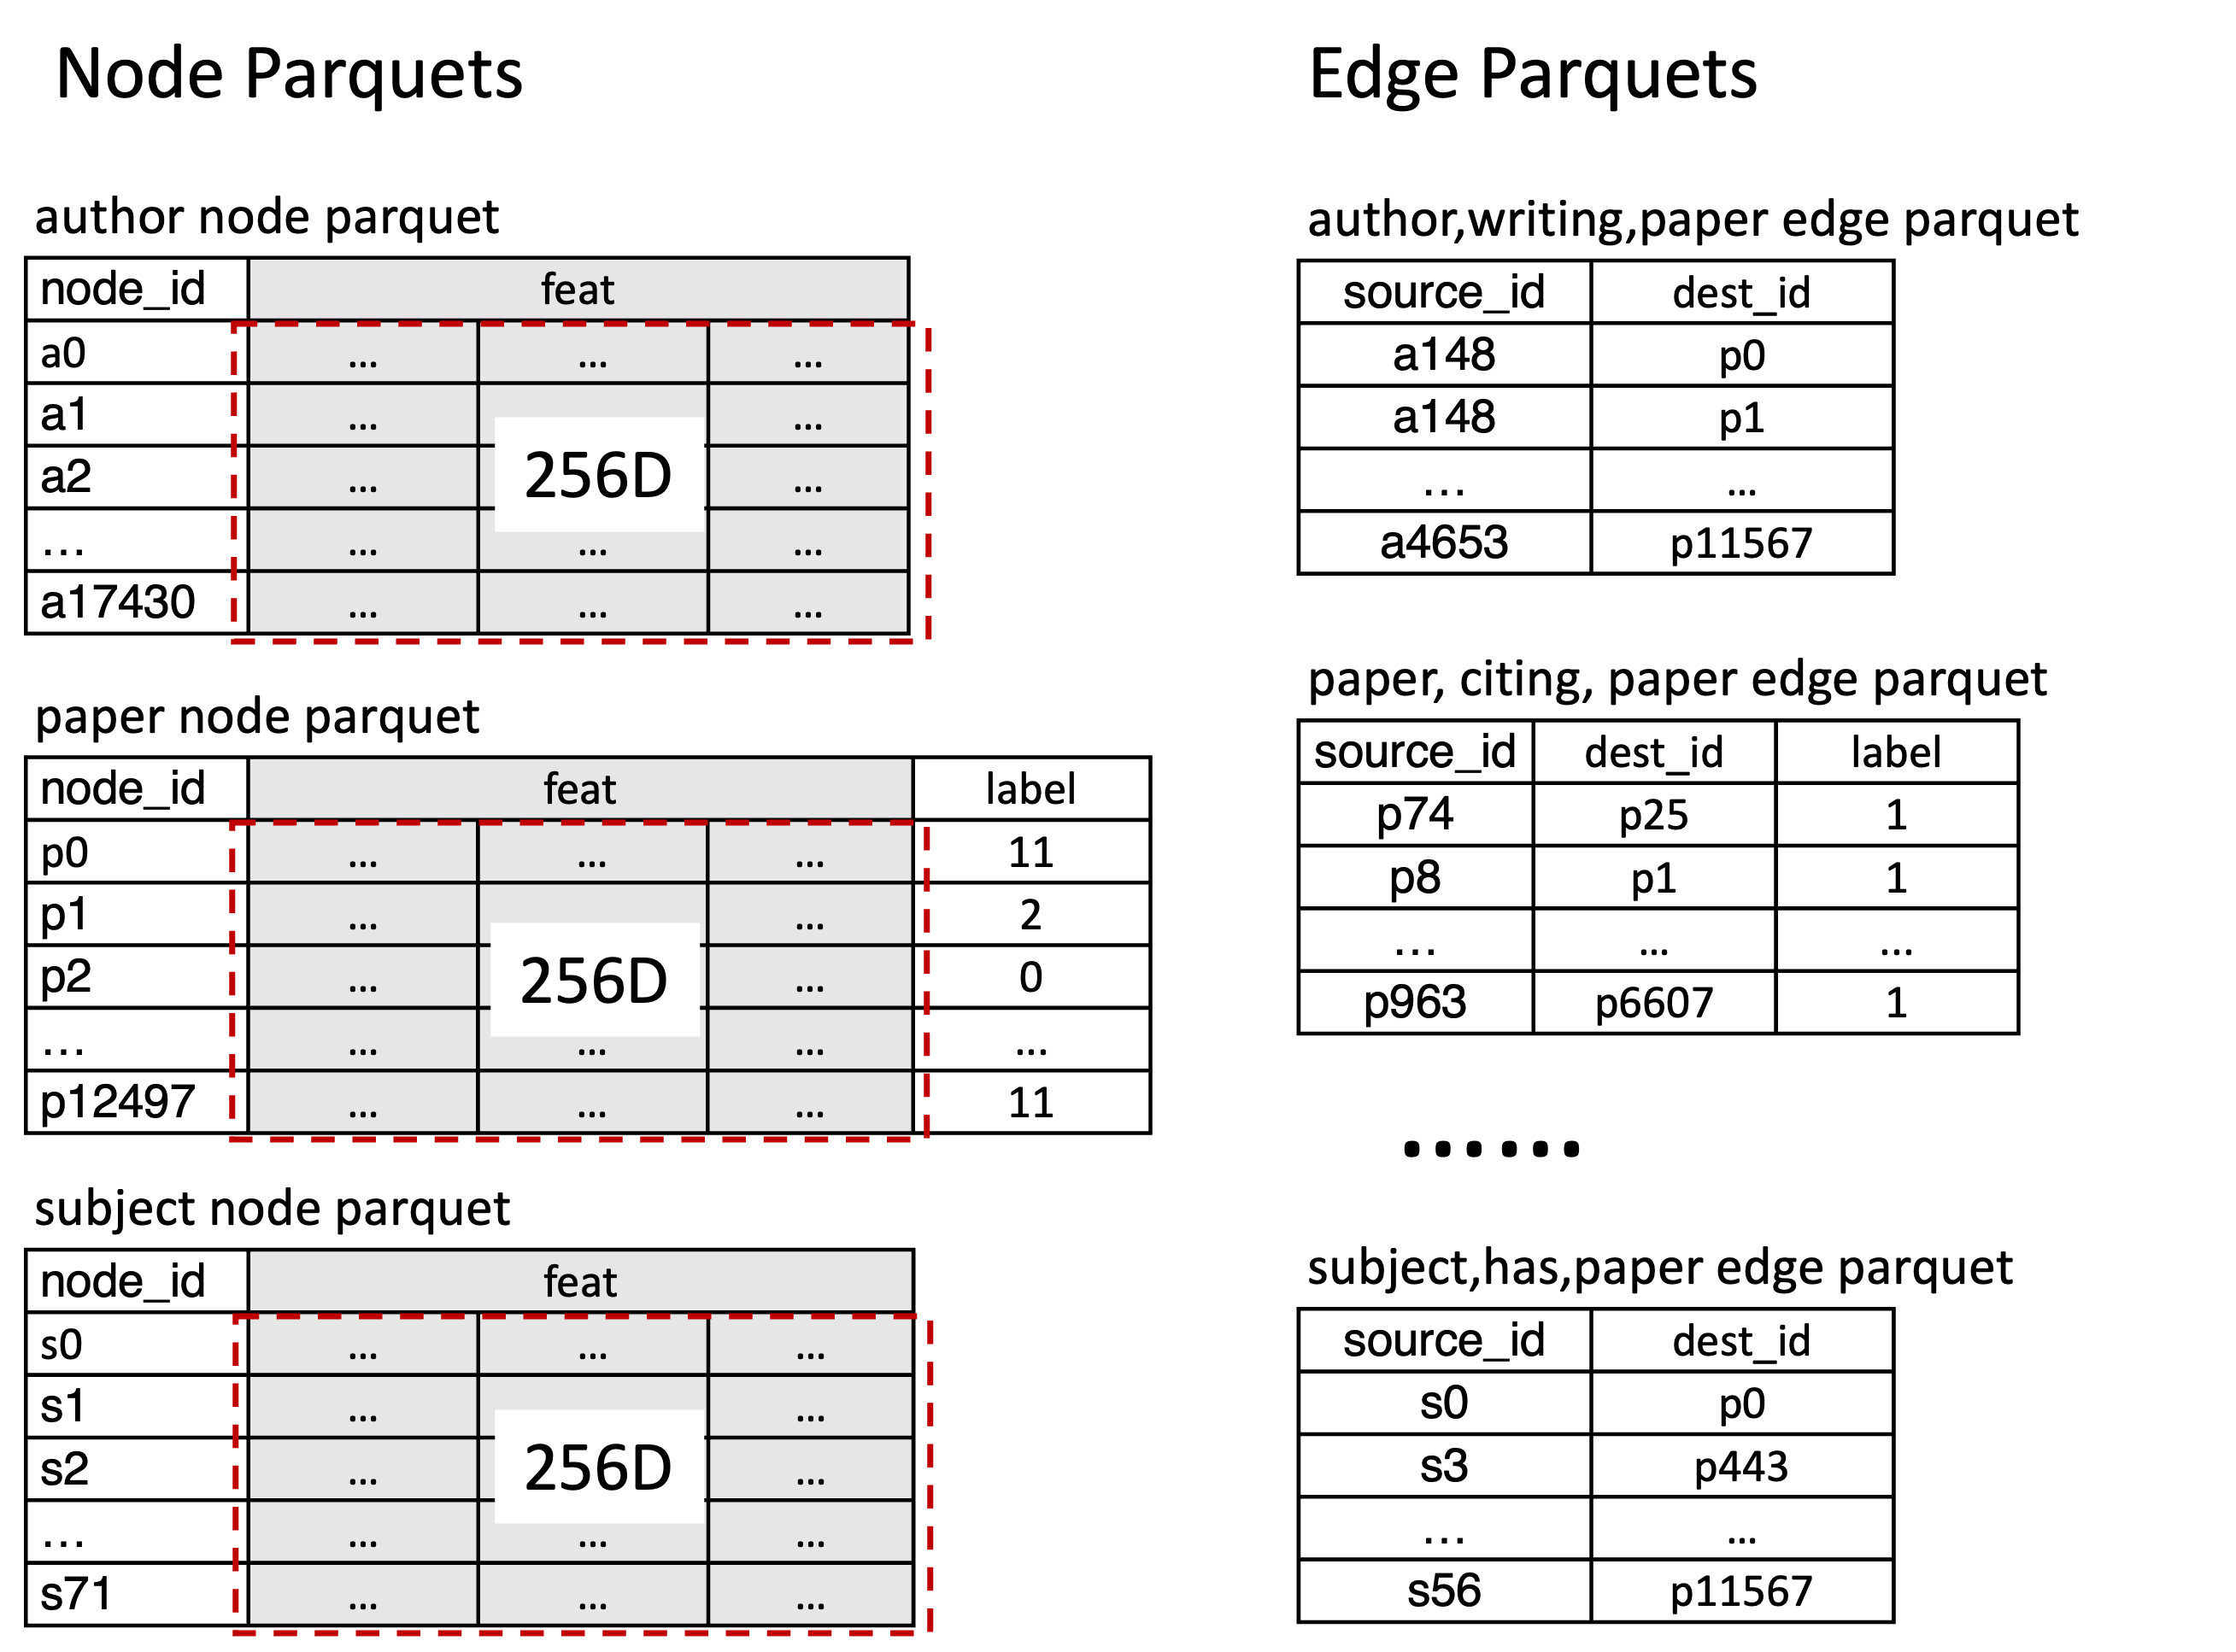 Node Parquets
author node parquet
node_id feat
a0 ... ... ...
a1 ... ...
a2 ... ...
... ... ... ...
a17430 ... ... ...
256D
paper node parquet
node_id feat label
p0 ... ... ... 11
p1 ... ... 2
p2 ... ... 0
... ... ... ... ...
p12497 ... ... ... 11
256D
subject node parquet
node_id feat
s0 ... ... ...
s1 ... ...
s2 ... ...
... ... ... ...
s71 ... ... ...
256D
Edge Parquets
author,writing,paper edge parquet
source_id dest_id
a148 p0
a148 p1
... ...
a4653 p11567
paper, citing, paper edge parquet
source_id dest_id label
p74 p25 1
p8 p1 1
... ... ...
p963 p6607 1
......
subject,has,paper edge parquet
source_id dest_id
s0 p0
s3 p443
... ...
s56 p11567